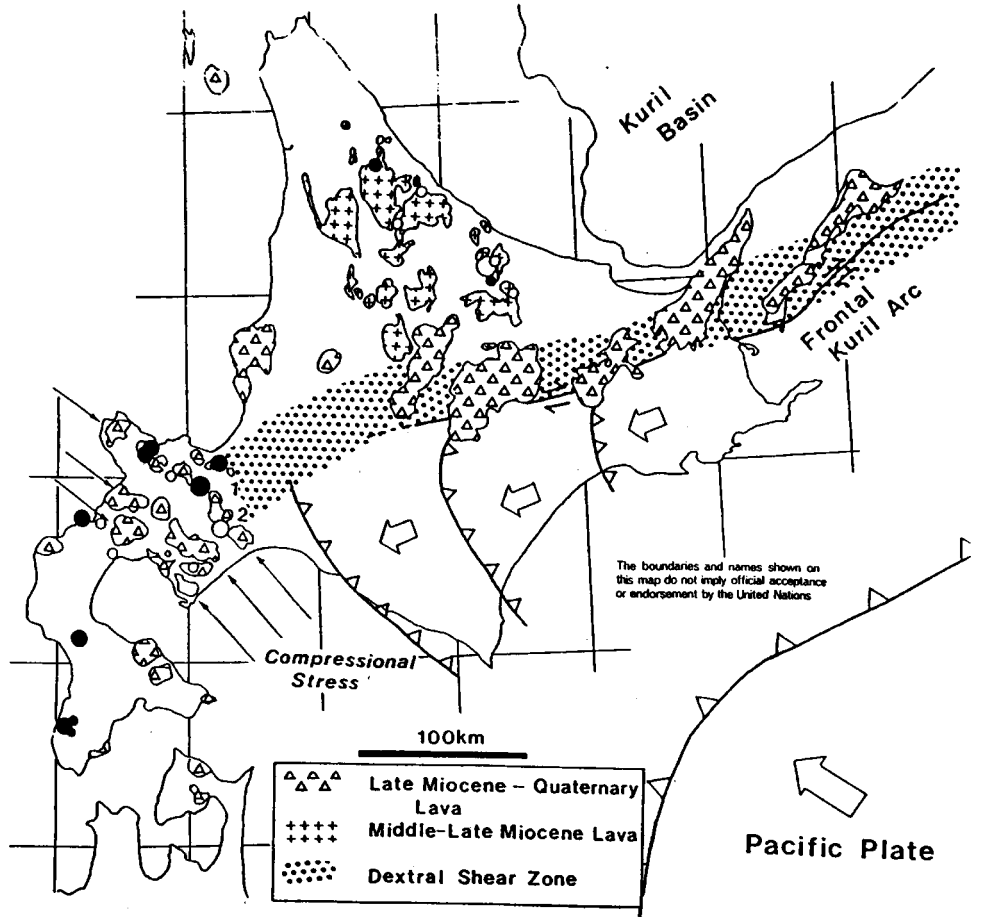 Kuril
Basin
Frontal
Kuril Arc
1
2
The boundaries and names shown on
this map do not imply official acceptance
or endorsement by the United Nations
Compressional
Stress
100km
Late Miocene – Quaternary
Lava
Middle–Late Miocene Lava
Dextral Shear Zone
Pacific Plate